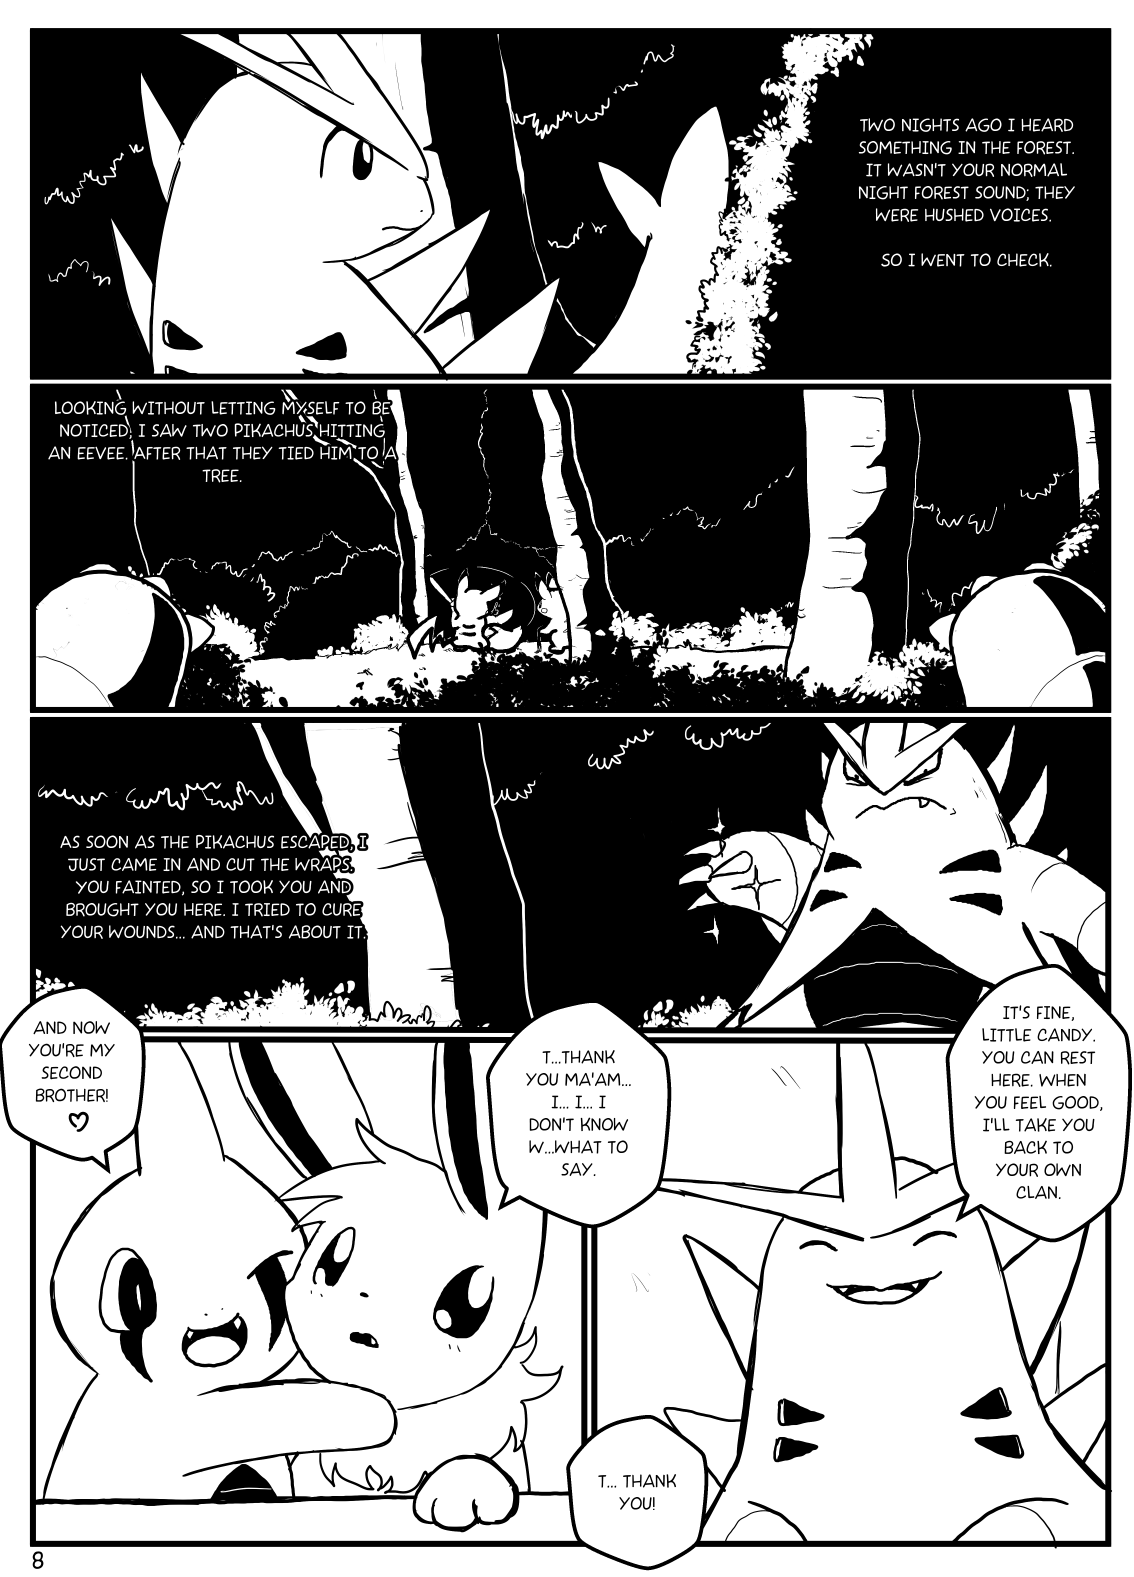 TWO NIGHTS AGO I HEARD
SOMETHING IN THE FOREST.
IT WASN'T YOUR NORMAL
NIGHT FOREST SOUND; THEY
WERE HUSHED VOICES.
SO I WENT TO CHECK.
LOOKING WITHOUT LETTING MYSELF TO BE
NOTICED, I SAW TWO PIKACHUS HITTING
AN EEVEE. AFTER THAT THEY TIED HIM TO A
TREE.
AS SOON AS THE PIKACHUS ESCAPED, I
JUST CAME IN AND CUT THE WRAPS.
YOU FAINTED, SO I TOOK YOU AND
BROUGHT YOU HERE. I TRIED TO CURE
YOUR WOUNDS... AND THAT'S ABOUT IT.
AND NOW
YOU'RE MY
SECOND
BROTHER!
T...THANK
YOU MA'AM...
I... I... I
DON'T KNOW
W...WHAT TO
SAY.
IT'S FINE,
LITTLE CANDY.
YOU CAN REST
HERE. WHEN
YOU FEEL GOOD,
I'LL TAKE YOU
BACK TO
YOUR OWN
CLAN.
T... THANK
YOU!
8